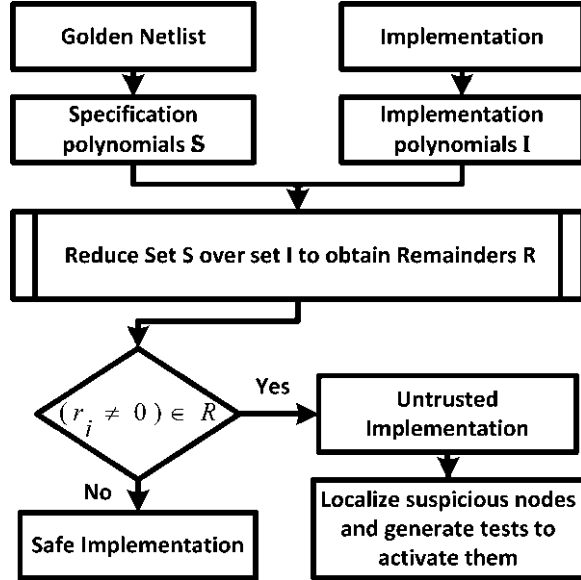 Golden Netlist
Implementation
Specification
polynomials S
Implementation
polynomials I
Reduce Set S over set I to obtain Remainders R
( r_i ≠ 0 ) ∈ R
Yes
Untrusted
Implementation
No
Safe Implementation
Localize suspicious nodes
and generate tests to
activate them